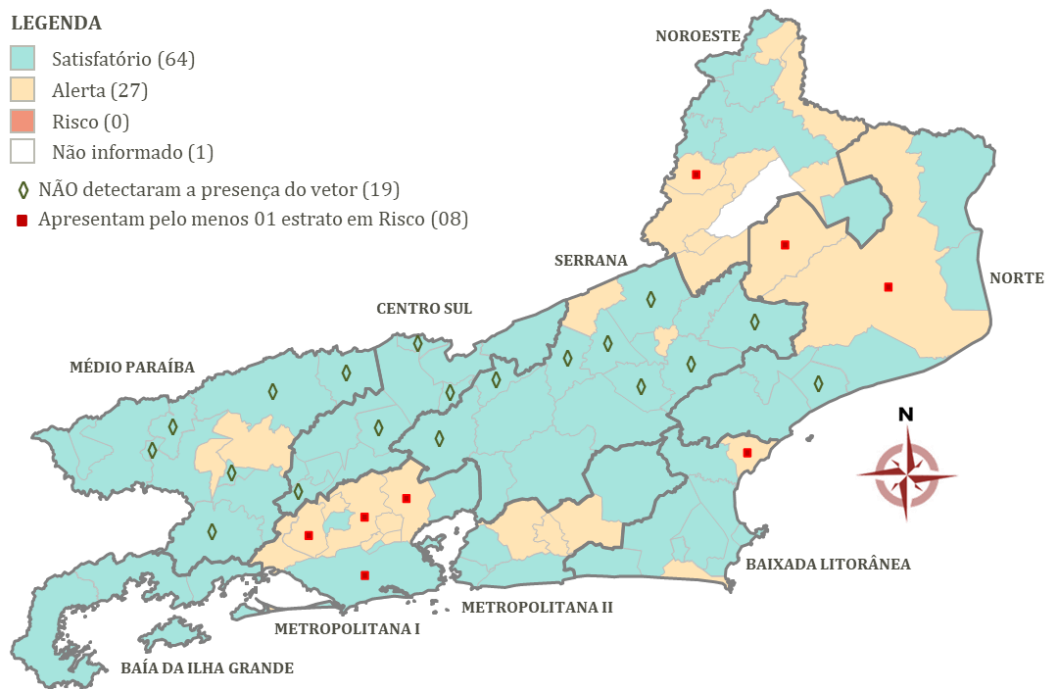 LEGENDA
Satisfatório (64)
Alerta (27)
Risco (0)
Não informado (1)
NÃO detectaram a presença do vetor (19)
Apresentam pelo menos 01 estrato em Risco (08)
NOROESTE
SERRANA
NORTE
CENTRO SUL
MÉDIO PARAÍBA
N
BAIXADA LITORÂNEA
METROPOLITANA II
METROPOLITANA I
BAÍA DA ILHA GRANDE